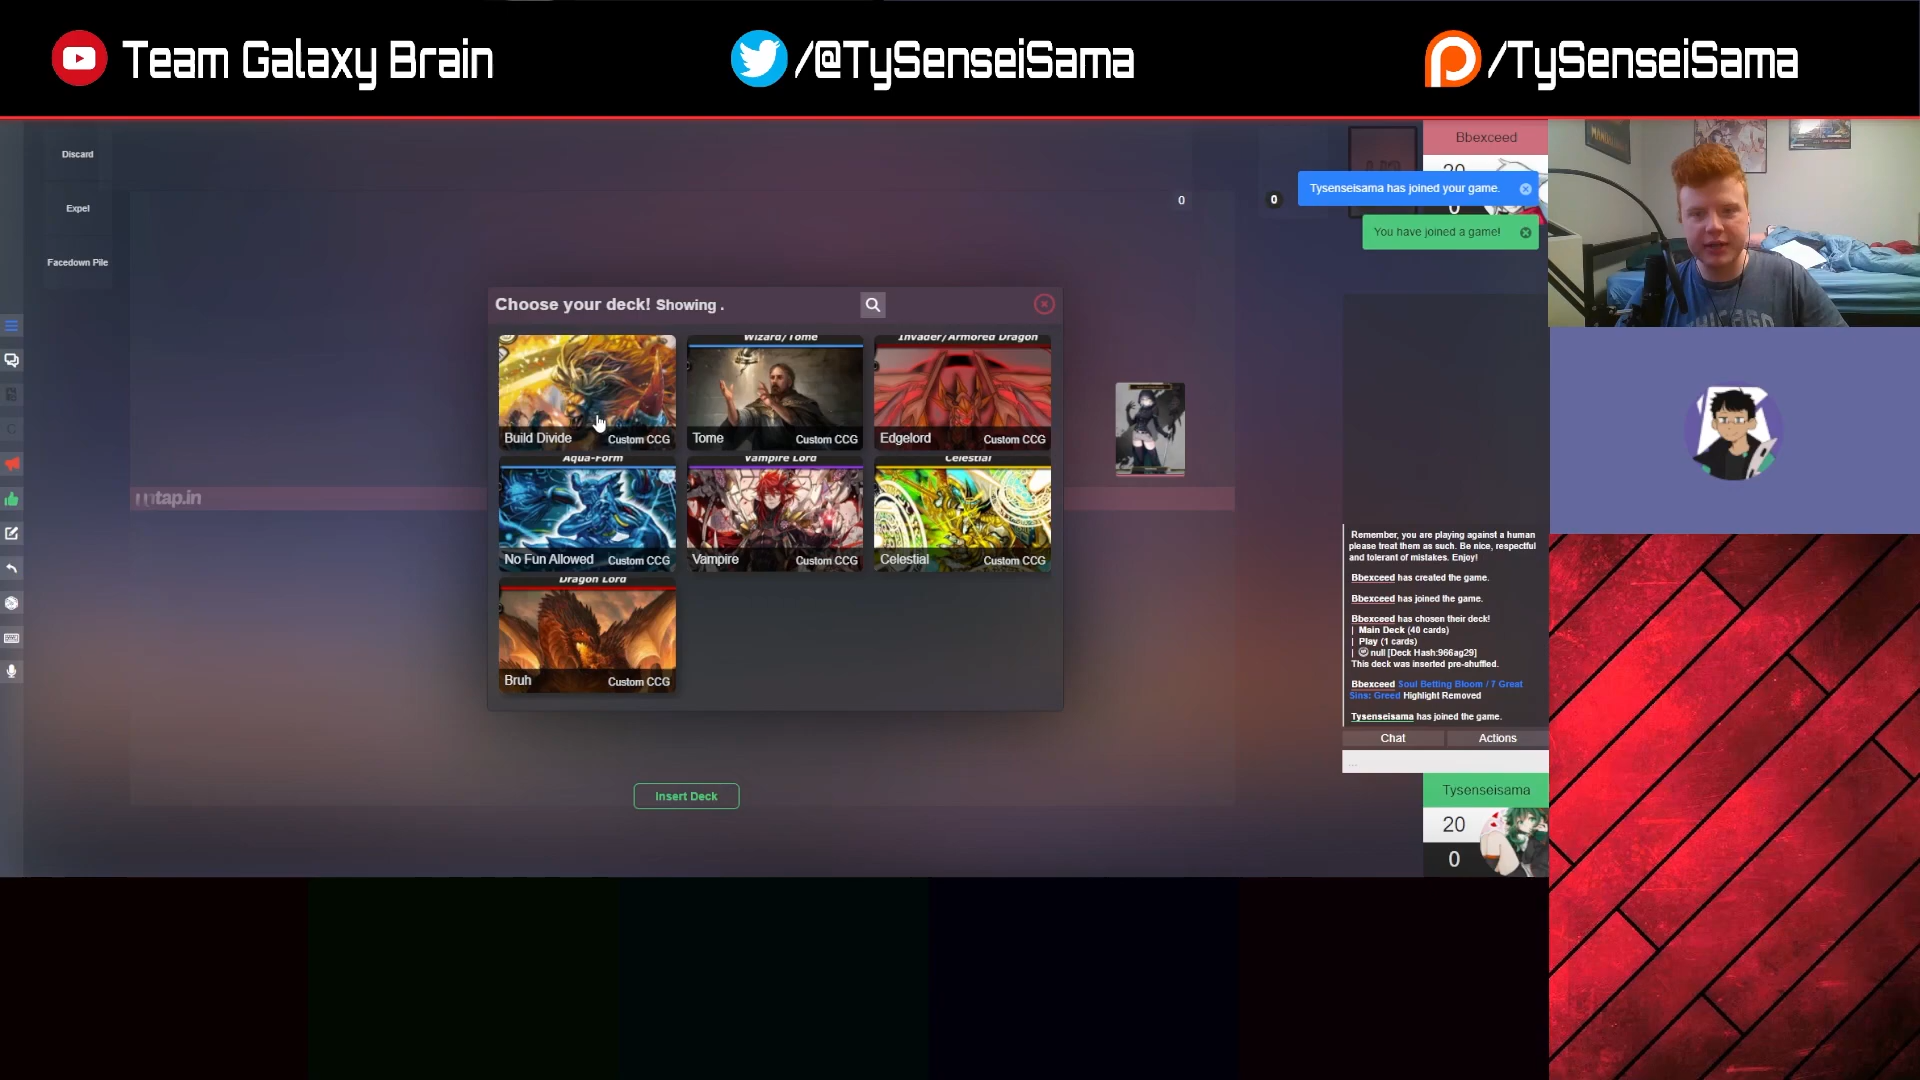 Team Galaxy Brain
/@TySenseiSama
/TySenseiSama
Discard
Expel
Facedown Pile
0
0
Bbexceed
20
0
Tysenseisama has joined your game.
You have joined a game!
Choose your deck! Showing .
Build Divide
Custom CCG
Wizard/Tome
Tome
Custom CCG
Invader/Armored Dragon
Edgelord
Custom CCG
Aqua-Form
No Fun Allowed
Custom CCG
Vampire Lord
Vampire
Custom CCG
Celestial
Celestial
Custom CCG
Dragon Lord
Bruh
Custom CCG
untap.in
Insert Deck
Remember, you are playing against a human
please treat them as such. Be nice, respectful
and tolerant of mistakes. Enjoy!
Bbexceed has created the game.
Bbexceed has joined the game.
Bbexceed has chosen their deck!
| Main Deck (40 cards)
| Play (1 cards)
| null [Deck Hash:966ag29]
This deck was inserted pre-shuffled.
Bbexceed Soul Betting Bloom / 7 Great
Sins: Greed Highlight Removed
Tysenseisama has joined the game.
Chat
Actions
...
Tysenseisama
20
0
CHICAGO